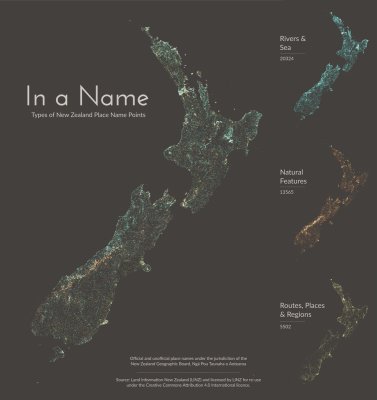 In a Name
Types of New Zealand Place Name Points
Rivers &
Sea
20324
Natural
Features
13565
Routes, Places
& Regions
5502
Official and unofficial place names under the jurisdiction of the
New Zealand Geographic Board, Ngā Pou Taunaha o Aotearoa.
Source: Land Information New Zealand (LINZ) and licensed by LINZ for re-use
under the Creative Commons Attribution 4.0 International licence.